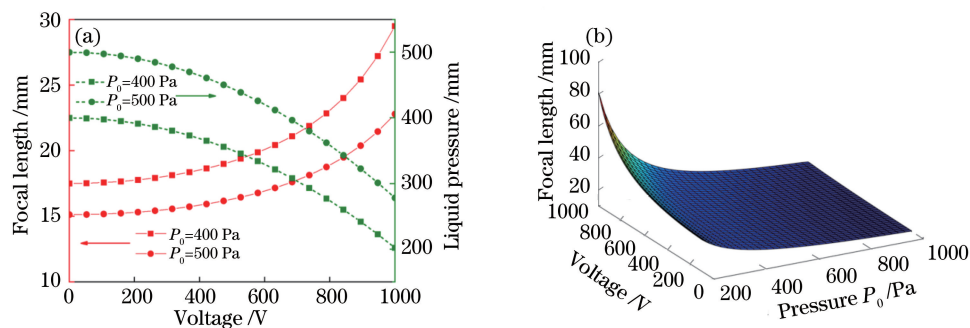 (a)
Focal length /mm
30
25
20
15
10
P0=400 Pa
P0=500 Pa
P0=400 Pa
P0=500 Pa
500
400
300
200
Liquid pressure /mm
0 200 400 600 800 1000
Voltage /V
(b)
Focal length /mm
100
80
60
40
20
1000
800
600
400
200
0
Voltage /V
200 400 600 800 1000
Pressure P0/Pa